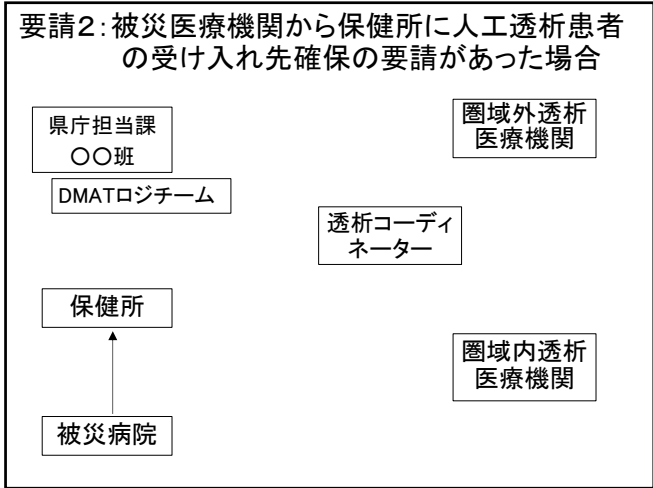 要請2:被災医療機関から保健所に人工透析患者
の受け入れ先確保の要請があった場合
県庁担当課
〇〇班
DMATロジチーム
圏域外透析
医療機関
透析コーディ
ネーター
保健所
圏域内透析
医療機関
被災病院